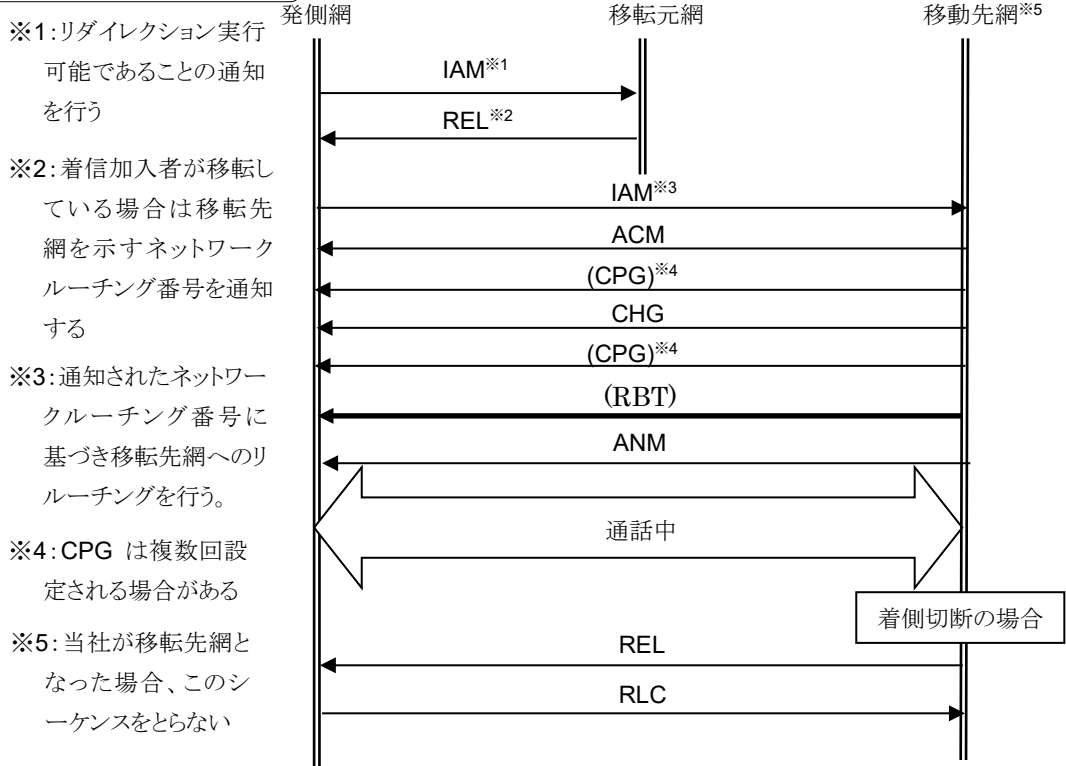 ※1:リダイレクション実行
可能であることの通知
を行う
※2:着信加入者が移転し
ている場合は移転先
網を示すネットワーク
ルーチング番号を通知
する
※3:通知されたネットワー
クルーチング番号に
基づき移転先網へのリ
ルーチングを行う。
※4:CPG は複数回設
定される場合がある
※5:当社が移転先網と
なった場合、このシ
ーケンスをとらない
発側網
移転元網
移動先網※5
IAM※1
REL※2
IAM※3
ACM
(CPG)※4
CHG
(CPG)※4
(RBT)
ANM
通話中
着側切断の場合
REL
RLC